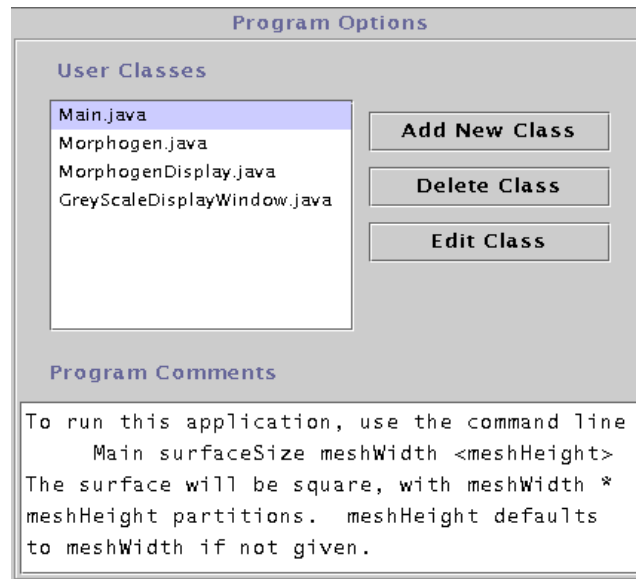 Program Options
User Classes
Main.java
Morphogen.java
MorphogenDisplay.java
GreyScaleDisplayWindow.java
Add New Class
Delete Class
Edit Class
Program Comments
To run this application, use the command line
Main surfaceSize meshWidth <meshHeight>
The surface will be square, with meshWidth *
meshHeight partitions.  meshHeight defaults
to meshWidth if not given.